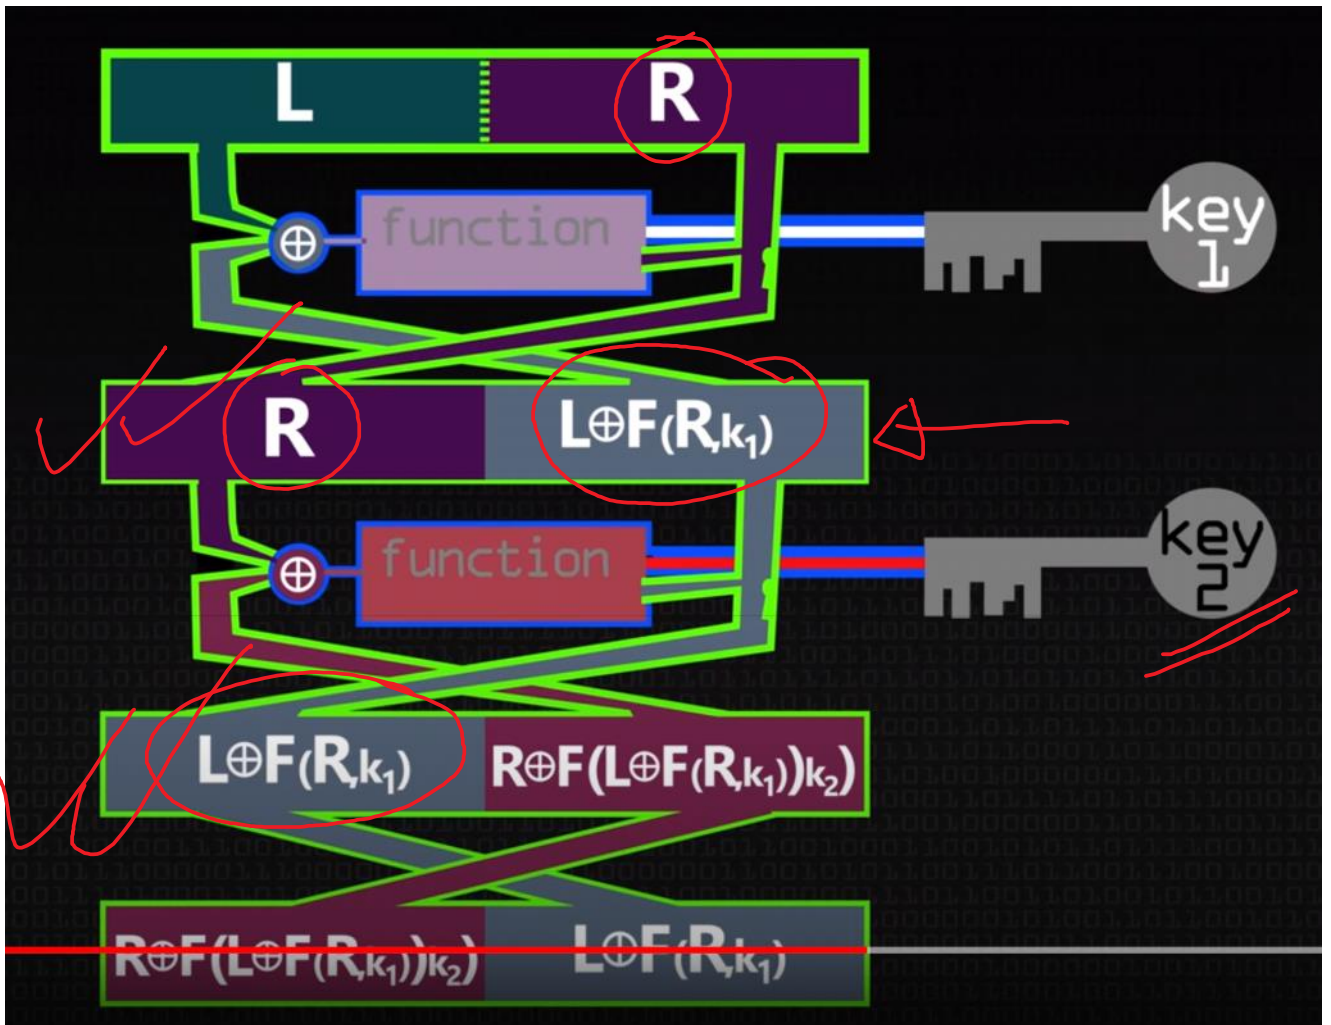 L R
function key
1
R L⊕F(R,k₁)
function key
2
L⊕F(R,k₁) R⊕F(L⊕F(R,k₁))k₂)
R⊕F(L⊕F(R,k₁))k₂) L⊕F(R,k₁)